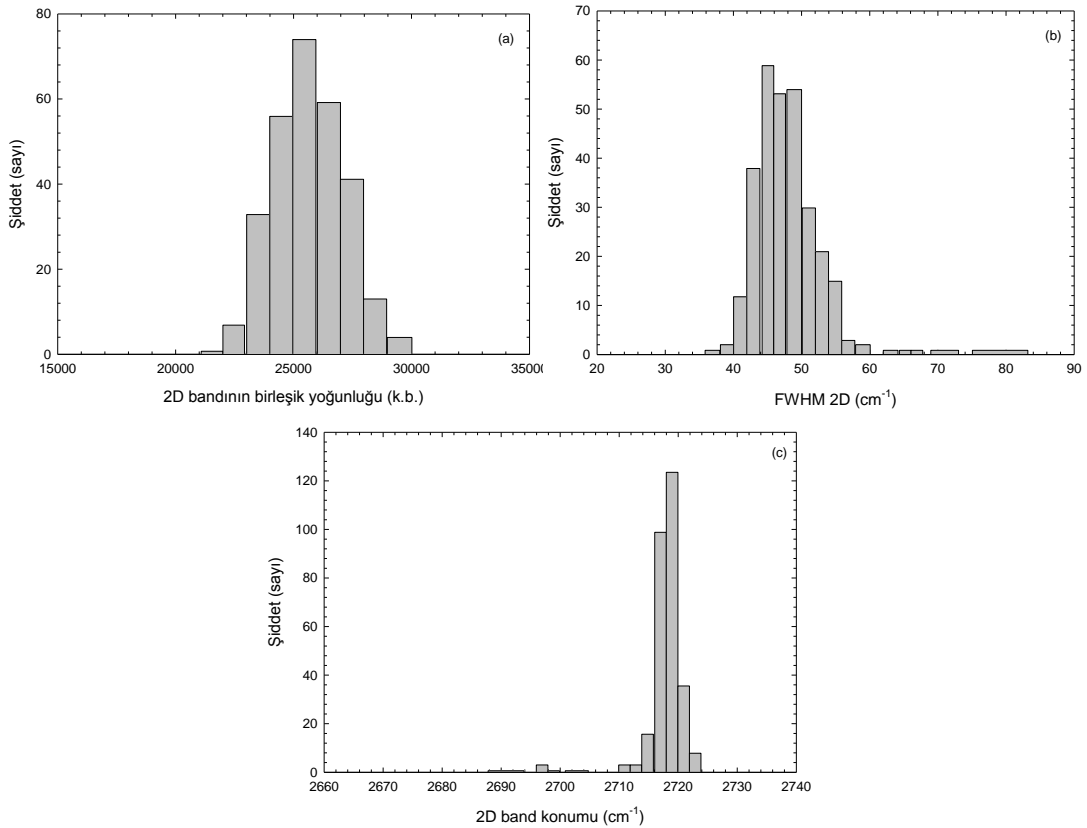 (a)
Şiddet (sayı)
80
60
40
20
0
15000 20000 25000 30000 35000
2D bandının birleşik yoğunluğu (k.b.)
(b)
Şiddet (sayı)
70
60
50
40
30
20
10
0
20 30 40 50 60 70 80 90
FWHM 2D (cm⁻¹)
(c)
Şiddet (sayı)
140
120
100
80
60
40
20
0
2660 2670 2680 2690 2700 2710 2720 2730 2740
2D band konumu (cm⁻¹)